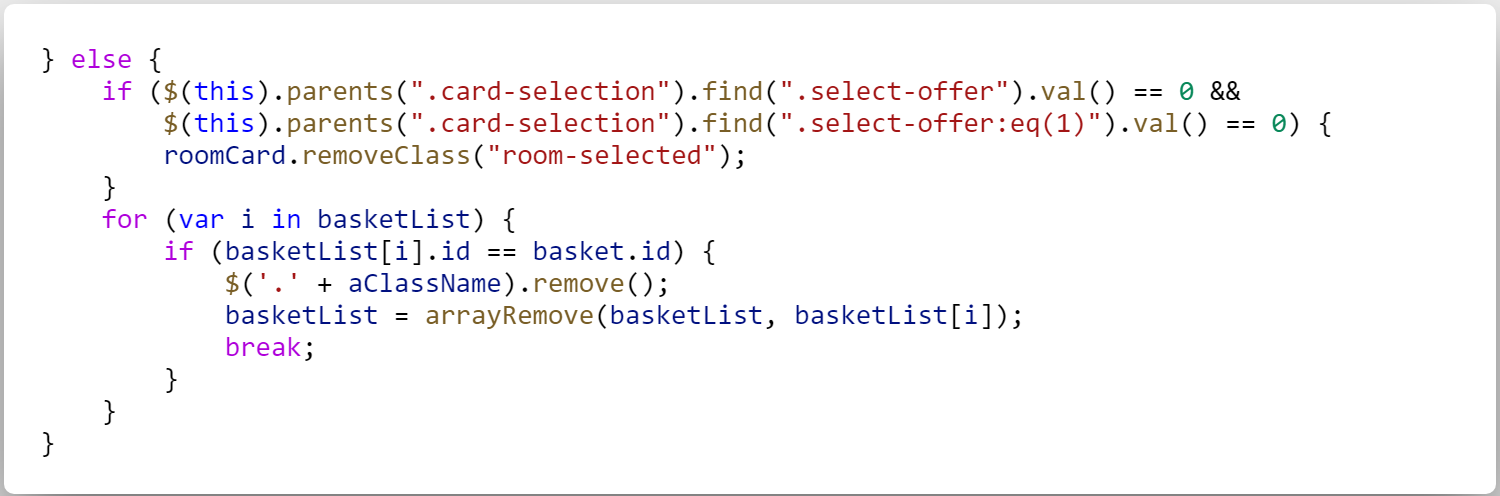 } else {
    if ($(this).parents(".card-selection").find(".select-offer").val() == 0 &&
        $(this).parents(".card-selection").find(".select-offer:eq(1)").val() == 0) {
        roomCard.removeClass("room-selected");
    }
    for (var i in basketList) {
        if (basketList[i].id == basket.id) {
            $('.' + aClassName).remove();
            basketList = arrayRemove(basketList, basketList[i]);
            break;
        }
    }
}